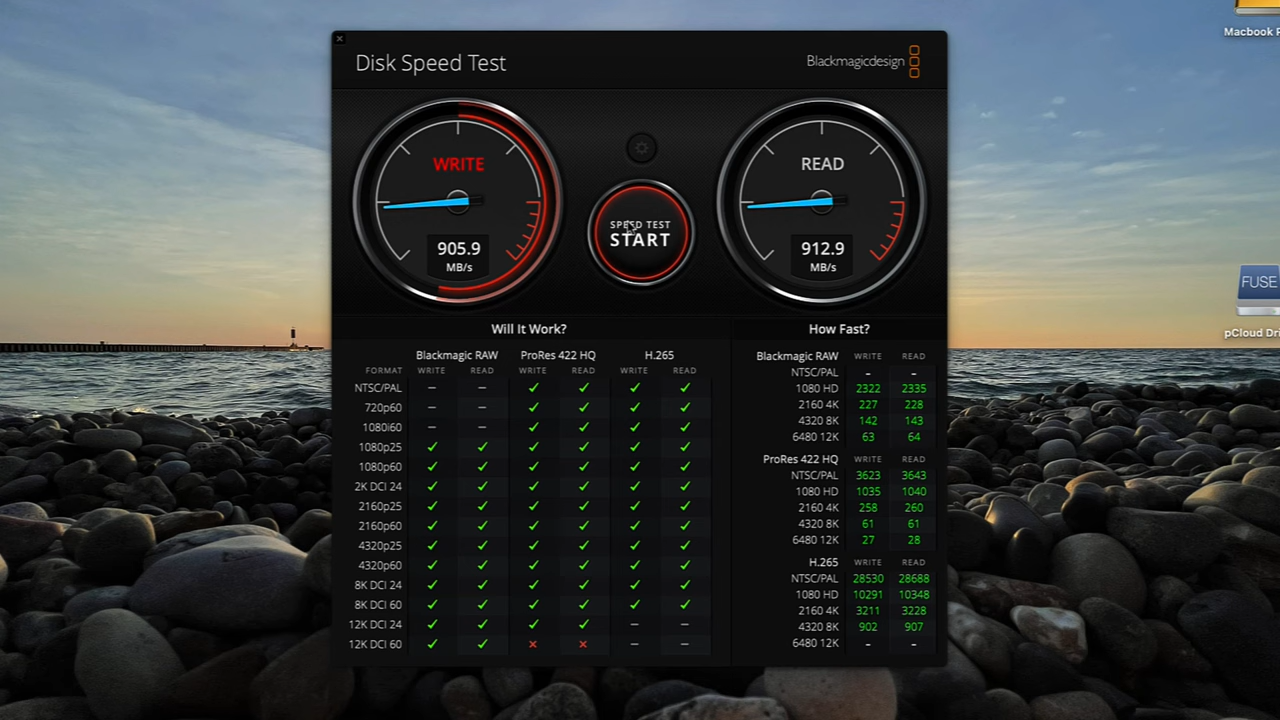 Macbook
Disk Speed Test
Blackmagicdesign
WRITE
905.9
MB/s
SPEED TEST
START
READ
912.9
MB/s
FUSE
pCloud
Will It Work?
Blackmagic RAW ProRes 422 HQ H.265
FORMAT WRITE READ WRITE READ WRITE READ
NTSC/PAL – – ✓ ✓ ✓ ✓
720p60 – – ✓ ✓ ✓ ✓
1080i60 – – ✓ ✓ ✓ ✓
1080p25 ✓ ✓ ✓ ✓ ✓ ✓
1080p60 ✓ ✓ ✓ ✓ ✓ ✓
2K DCI 24 ✓ ✓ ✓ ✓ ✓ ✓
2160p25 ✓ ✓ ✓ ✓ ✓ ✓
2160p60 ✓ ✓ ✓ ✓ ✓ ✓
4320p25 ✓ ✓ ✓ ✓ ✓ ✓
4320p60 ✓ ✓ ✓ ✓ ✓ ✓
8K DCI 24 ✓ ✓ ✓ ✓ ✓ ✓
8K DCI 60 ✓ ✓ ✓ ✓ ✓ ✓
12K DCI 24 ✓ ✓ ✓ ✓ – –
12K DCI 60 ✓ ✓ × × – –
How Fast?
Blackmagic RAW WRITE READ
NTSC/PAL - -
1080 HD 2322 2335
2160 4K 227 228
4320 8K 142 143
6480 12K 63 64
ProRes 422 HQ WRITE READ
NTSC/PAL 3623 3643
1080 HD 1035 1040
2160 4K 258 260
4320 8K 61 61
6480 12K 27 28
H.265 WRITE READ
NTSC/PAL 28530 28688
1080 HD 10291 10348
2160 4K 3211 3228
4320 8K 902 907
6480 12K - -